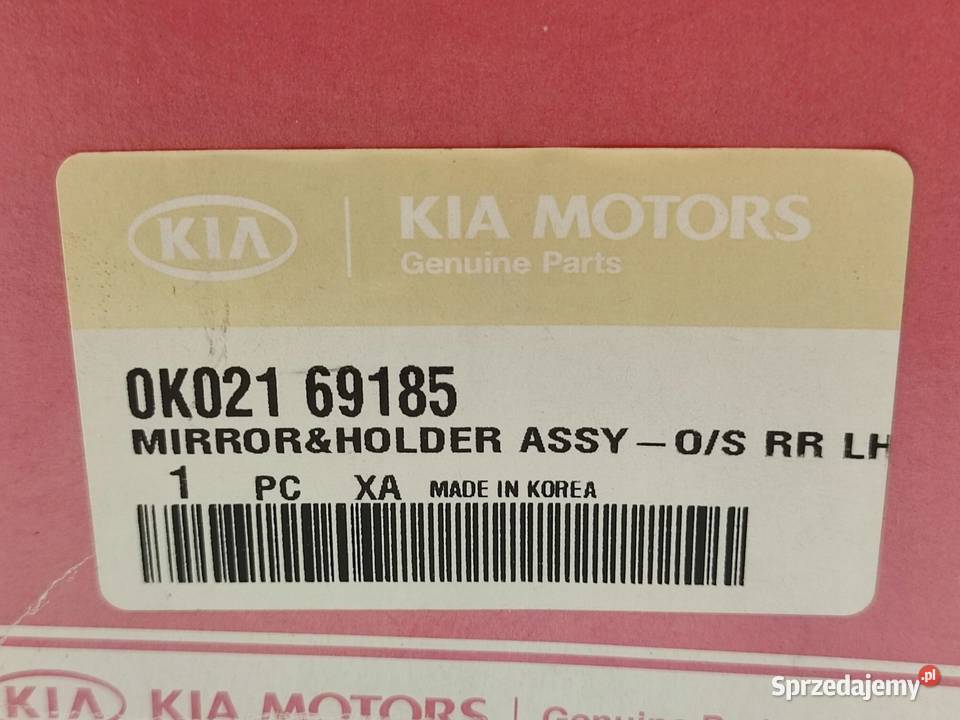 KIA
KIA MOTORS
Genuine Parts
0K021 69185
MIRROR&HOLDER ASSY – O/S RR LH
1 PC XA MADE IN KOREA
KIA
KIA MOTORS
Genuine
Sprzedajemy.pl